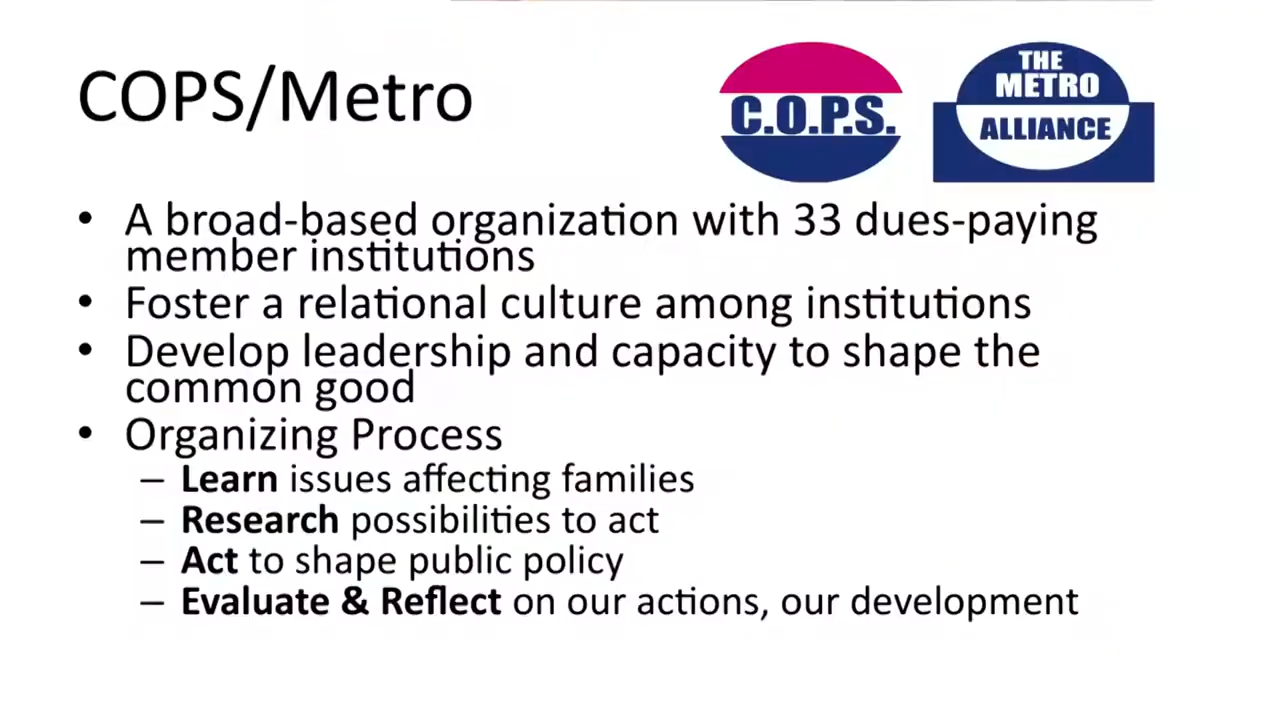 COPS/Metro
C.O.P.S.
THE
METRO
ALLIANCE
• A broad-based organization with 33 dues-paying
member institutions
• Foster a relational culture among institutions
• Develop leadership and capacity to shape the
common good
• Organizing Process
– Learn issues affecting families
– Research possibilities to act
– Act to shape public policy
– Evaluate & Reflect on our actions, our development